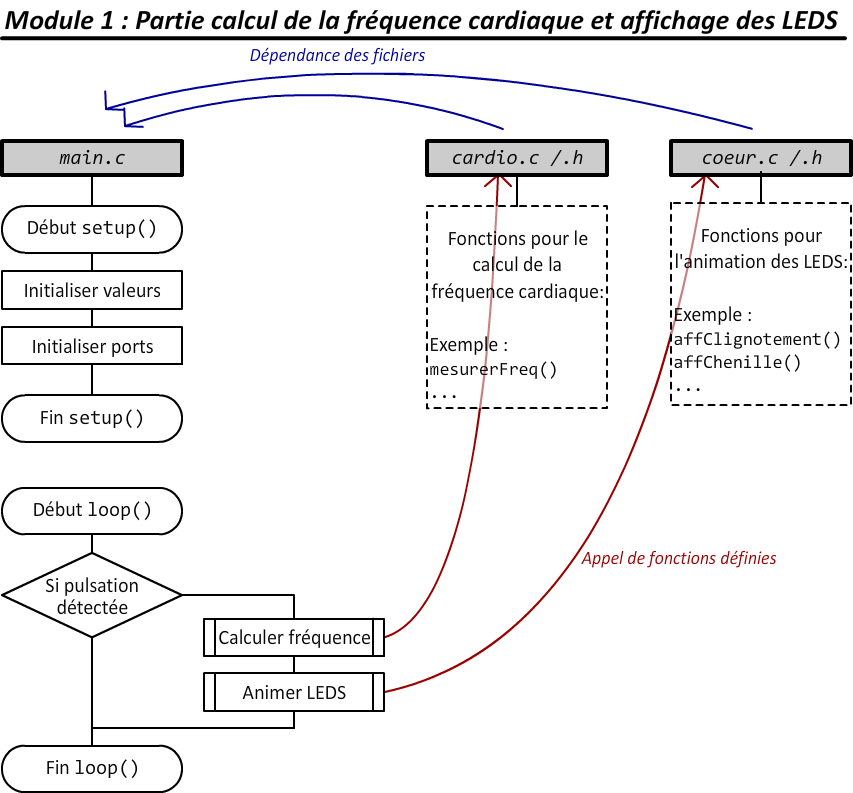 Module 1 : Partie calcul de la fréquence cardiaque et affichage des LEDS
Dépendance des fichiers
main.c
cardio.c /.h
coeur.c /.h
Début setup()
Initialiser valeurs
Initialiser ports
Fin setup()
Fonctions pour le
calcul de la
fréquence cardiaque:
Exemple :
mesurerFreq()
...
Fonctions pour
l'animation des LEDS:
Exemple :
affClignotement()
affChenille()
...
Début loop()
Si pulsation
détectée
Appel de fonctions définies
Calculer fréquence
Animer LEDS
Fin loop()